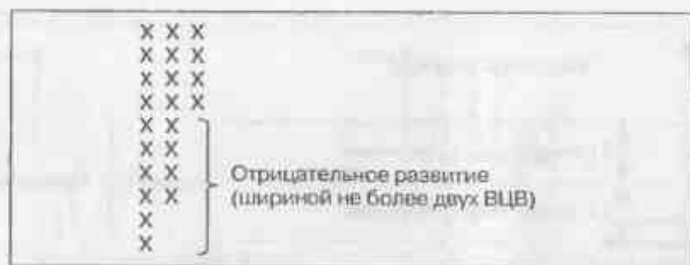 X X X
X X X
X X X
X X X
X X
X X
X X
X X
X
X
Отрицательное развитие
(шириной не более двух ВЦВ)